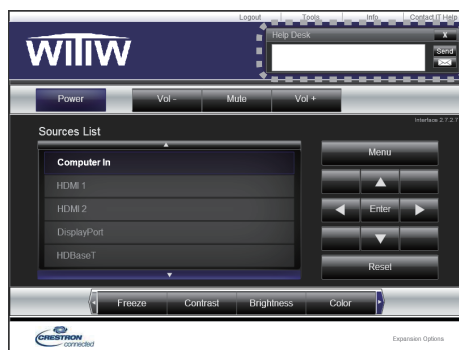 Logout Tools Info Contact IT Help
Help Desk X
Send
WIIIW
Power Vol - Mute Vol +
Interface 2.7.2.7
Sources List
Computer In
HDMI 1
HDMI 2
DisplayPort
HDBaseT
Menu
Enter
Reset
Freeze Contrast Brightness Color
CRESTRON
connected
Expansion Options